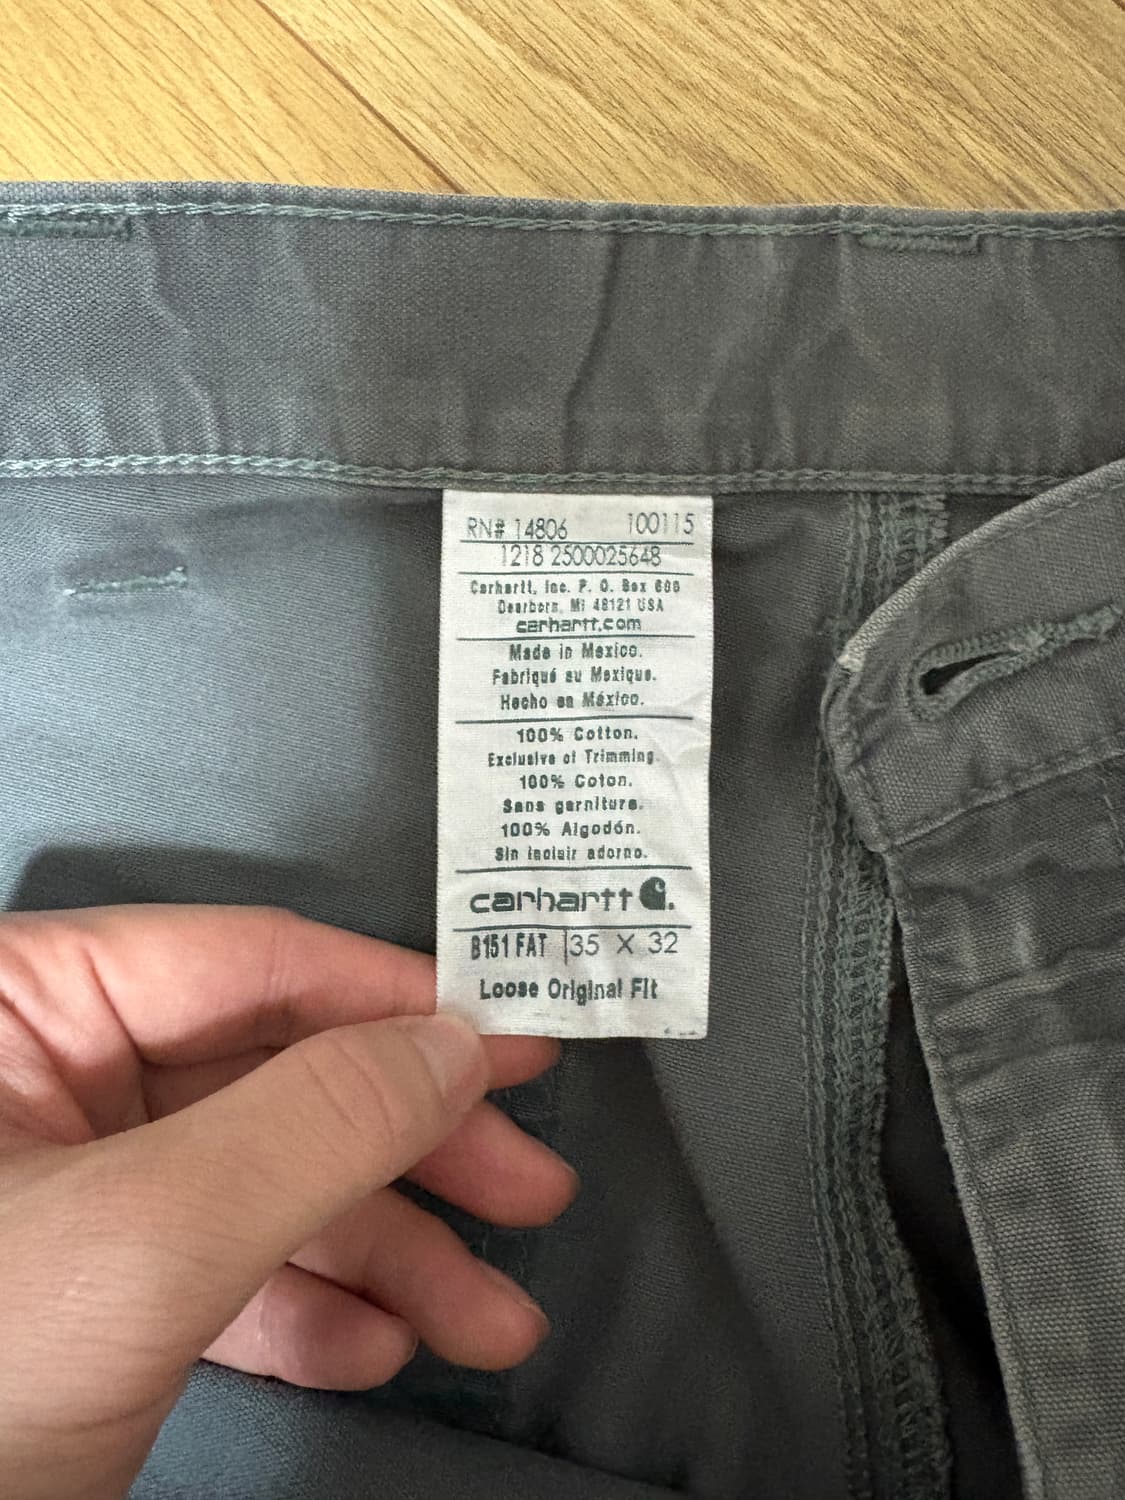 RN# 14806 100115
1218 2500025648
Carhartt, Inc. P. O. Box 600
Dearborn, MI 48121 USA
carhartt.com
Made in Mexico.
Fabriqué au Mexique.
Hecho en México.
100% Cotton.
Exclusive of Trimming.
100% Coton.
Sans garniture.
100% Algodón.
Sin incluir adorno.
carhartt
B151 FAT 35 X 32
Loose Original Fit